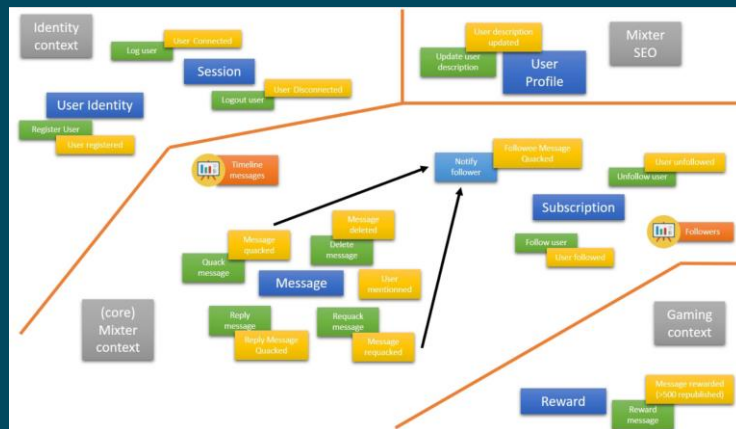 Identity
context
User Connected
Log user
Session
User Disconnected
Logout user
User Identity
Register User
User registered
User description
updated
Update user
description
User
Profile
Mixter
SEO
Timeline
messages
Notify
follower
Followee Message
Quacked
User unfollowed
Unfollow user
Subscription
Followers
Follow user
User followed
Message
quacked
Quack
message
Message
deleted
Delete
message
Message
User
mentionned
Reply
message
Reply Message
Quacked
Requack
message
Message
requacked
(core)
Mixter
context
Gaming
context
Reward
Message rewarded
(>500 republished)
Reward
message